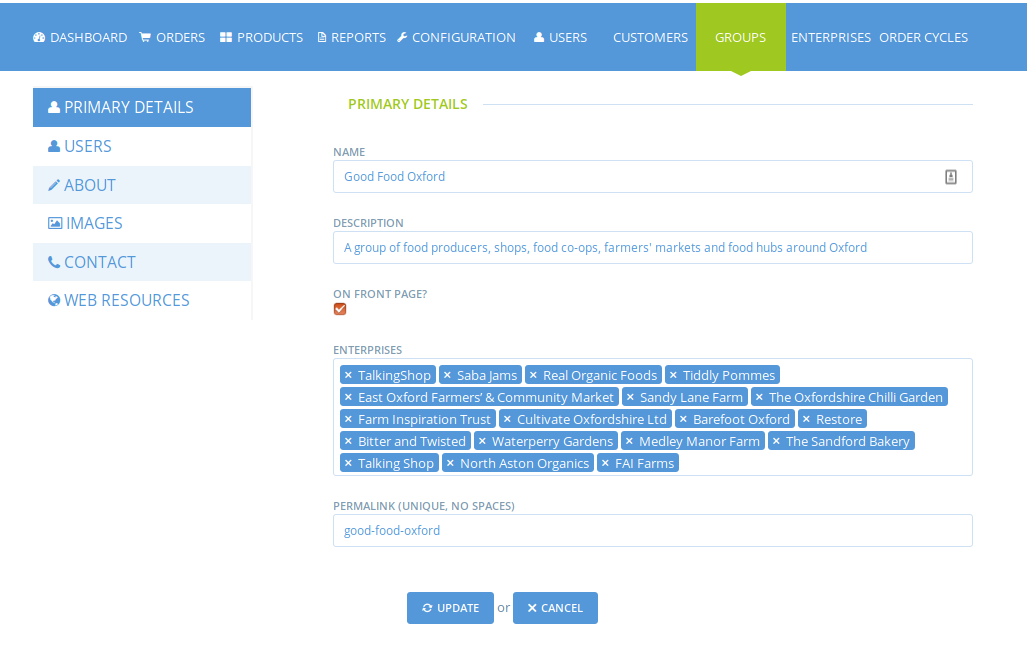 DASHBOARD ORDERS PRODUCTS REPORTS CONFIGURATION USERS CUSTOMERS GROUPS ENTERPRISES ORDER CYCLES
PRIMARY DETAILS
USERS
ABOUT
IMAGES
CONTACT
WEB RESOURCES
PRIMARY DETAILS
NAME
Good Food Oxford
DESCRIPTION
A group of food producers, shops, food co-ops, farmers' markets and food hubs around Oxford
ON FRONT PAGE?
ENTERPRISES
× TalkingShop × Saba Jams × Real Organic Foods × Tiddly Pommes
× East Oxford Farmers' & Community Market × Sandy Lane Farm × The Oxfordshire Chilli Garden
× Farm Inspiration Trust × Cultivate Oxfordshire Ltd × Barefoot Oxford × Restore
× Bitter and Twisted × Waterperry Gardens × Medley Manor Farm × The Sandford Bakery
× Talking Shop × North Aston Organics × FAI Farms
PERMALINK (UNIQUE, NO SPACES)
good-food-oxford
UPDATE or CANCEL